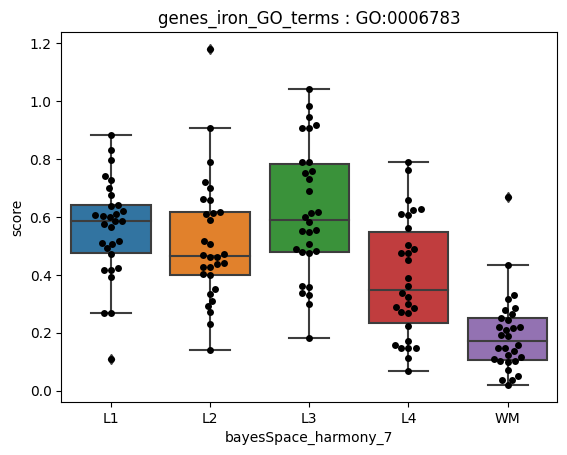 genes_iron_GO_terms : GO:0006783
1.2
1.0
0.8
0.6
0.4
0.2
0.0
score
L1 L2 L3 L4 WM
bayesSpace_harmony_7